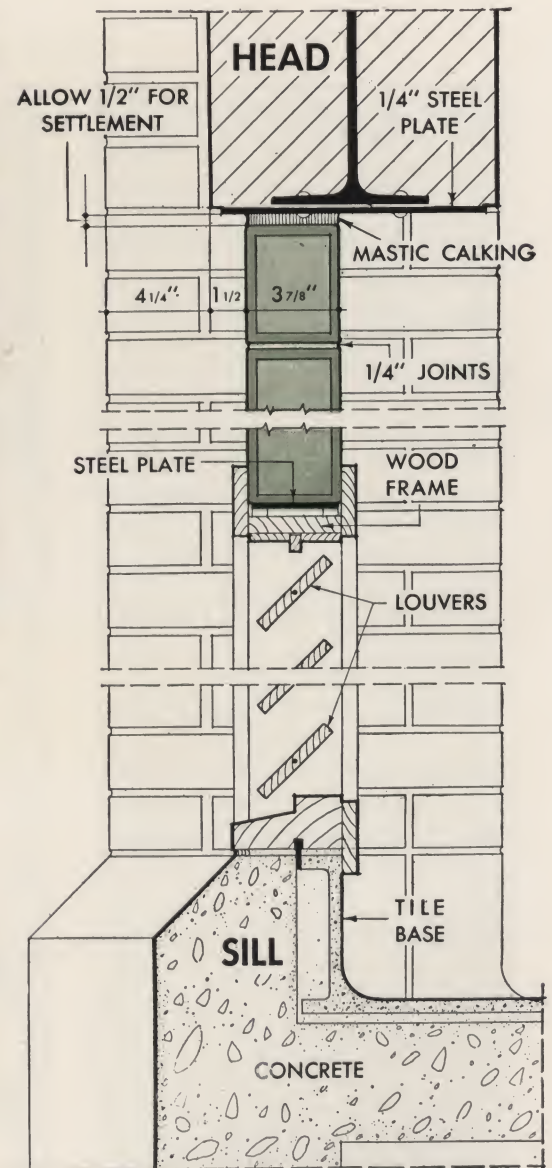 HEAD
ALLOW 1/2" FOR
SETTLEMENT
1/4" STEEL
PLATE
MASTIC CALKING
4 1/4"
1 1/2
3 7/8"
1/4" JOINTS
STEEL PLATE
WOOD
FRAME
LOUVERS
TILE
BASE
SILL
CONCRETE